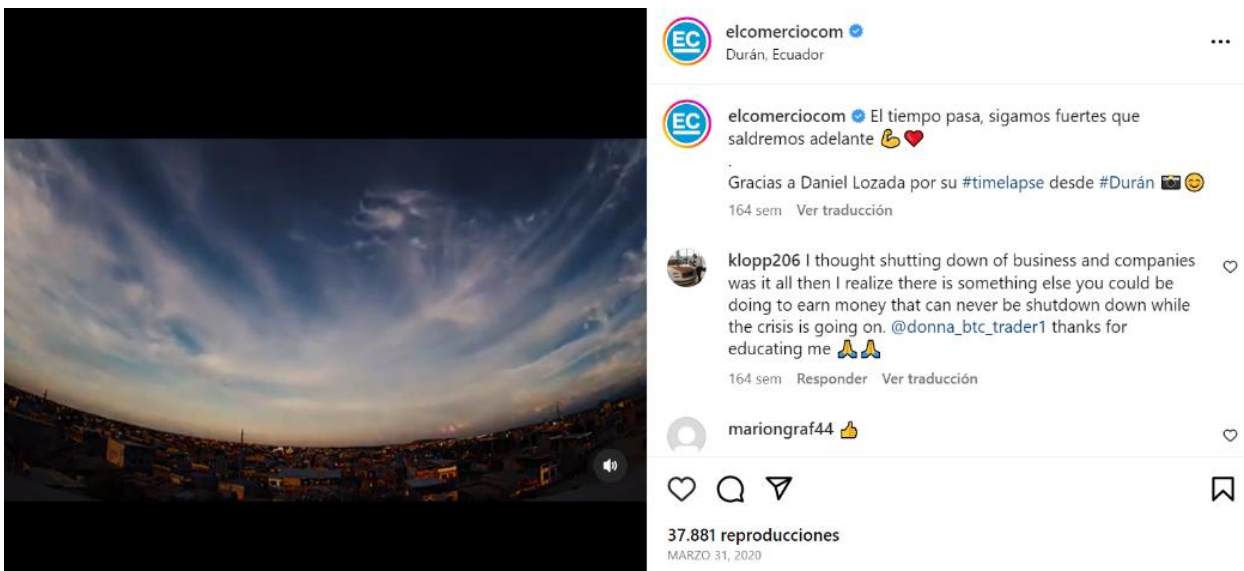 EC
elcomerciocom
Durán, Ecuador
EC
elcomerciocom El tiempo pasa, sigamos fuertes que
saldremos adelante 💪❤️
.
Gracias a Daniel Lozada por su #timelapse desde #Durán 📸😊
164 sem Ver traducción
klopp206 I thought shutting down of business and companies
was it all then I realize there is something else you could be
doing to earn money that can never be shutdown down while
the crisis is going on. @donna_btc_trader1 thanks for
educating me 🙏🙏
164 sem Responder Ver traducción
mariongraf44 👍
37.881 reproducciones
MARZO 31, 2020